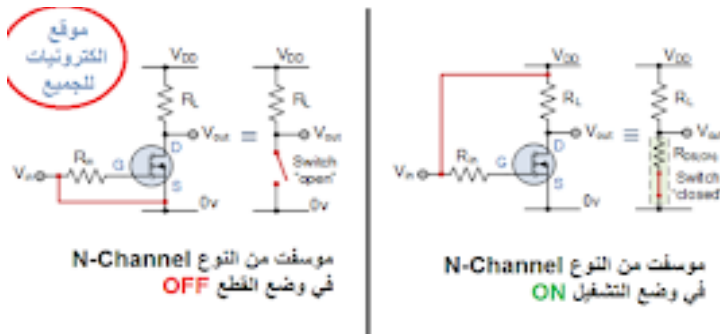 موقع
الكترونيات
للجميع
VDD
VDD
RL
RL
Vout
≡
Vout
D
Rin
G
Vin
S
Switch
"open"
0v
0v
موسفت من النوع N-Channel
في وضع القطع OFF
VDD
VDD
RL
RL
Vout
≡
Vout
D
Rin
G
Vin
S
RDS(ON)
Switch
"closed"
0v
0v
موسفت من النوع N-Channel
في وضع التشغيل ON